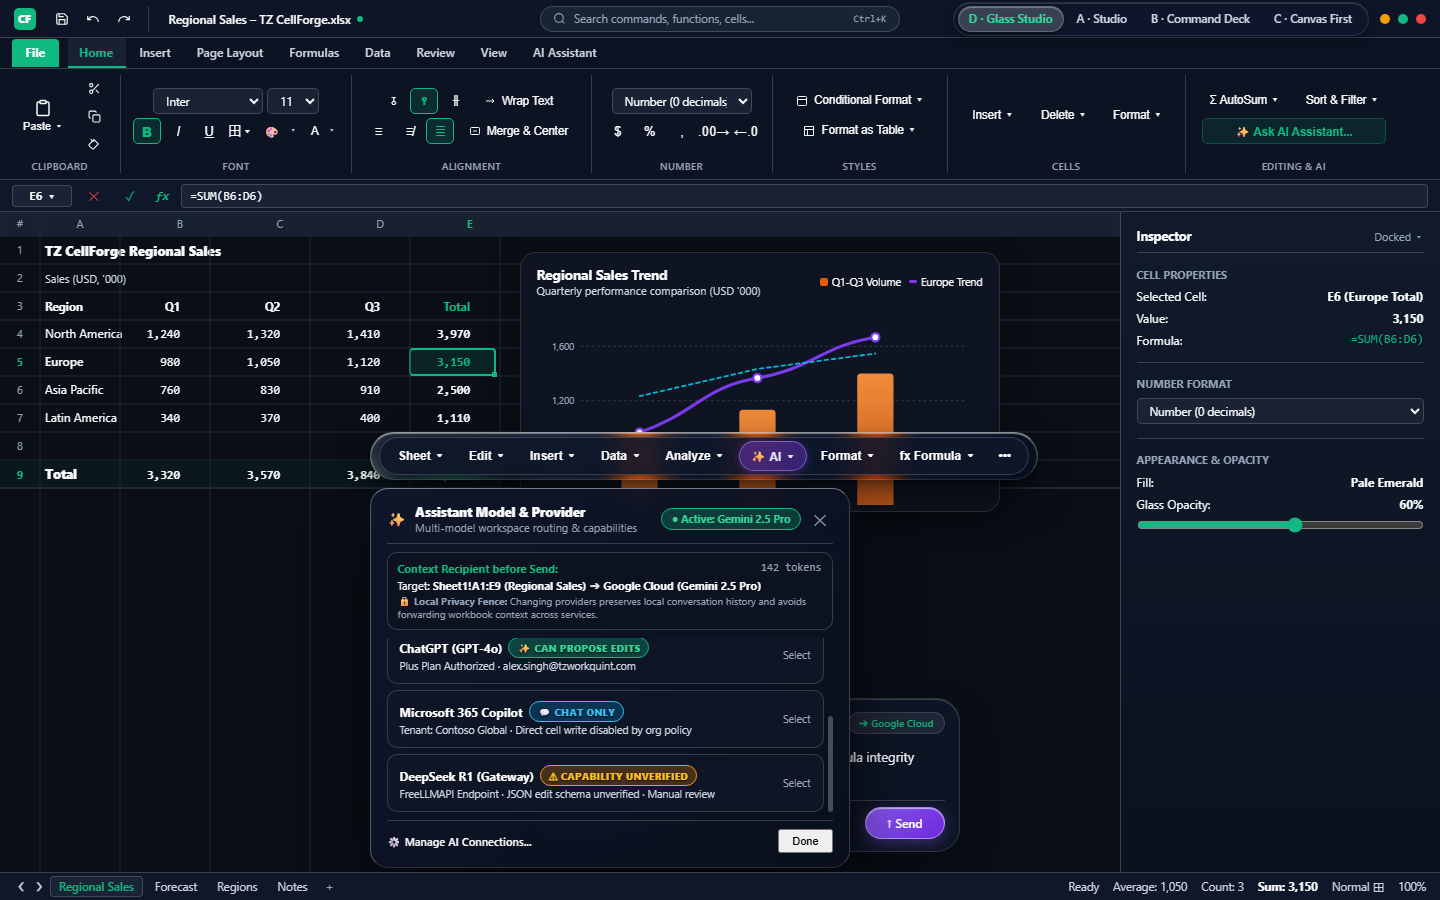 CF
Regional Sales – TZ CellForge.xlsx
Search commands, functions, cells...
Ctrl+K
D · Glass Studio
A · Studio
B · Command Deck
C · Canvas First
File
Home
Insert
Page Layout
Formulas
Data
Review
View
AI Assistant
Paste
CLIPBOARD
Inter
11
B I U
A
FONT
Wrap Text
Merge & Center
ALIGNMENT
Number (0 decimals
$ % , .00→ ←.0
NUMBER
Conditional Format
Format as Table
STYLES
Insert
Delete
Format
CELLS
Σ AutoSum
Sort & Filter
✨ Ask AI Assistant...
EDITING & AI
E6
fx
=SUM(B6:D6)
# A B C D E
1 TZ CellForge Regional Sales
2 Sales (USD, '000)
3 Region Q1 Q2 Q3 Total
4 North America 1,240 1,320 1,410 3,970
5 Europe 980 1,050 1,120 3,150
6 Asia Pacific 760 830 910 2,500
7 Latin America 340 370 400 1,110
8
9 Total 3,320 3,570 3,840
Regional Sales Trend
Quarterly performance comparison (USD '000)
Q1-Q3 Volume
Europe Trend
1,600
1,200
Sheet
Edit
Insert
Data
Analyze
✨ AI
Format
fx Formula
•••
Assistant Model & Provider
Multi-model workspace routing & capabilities
● Active: Gemini 2.5 Pro
Context Recipient before Send:
142 tokens
Target: Sheet1!A1:E9 (Regional Sales) ➔ Google Cloud (Gemini 2.5 Pro)
🔒 Local Privacy Fence: Changing providers preserves local conversation history and avoids
forwarding workbook context across services.
ChatGPT (GPT-4o)
✨ CAN PROPOSE EDITS
Plus Plan Authorized · alex.singh@tzworkquint.com
Select
Microsoft 365 Copilot
💬 CHAT ONLY
Tenant: Contoso Global · Direct cell write disabled by org policy
Select
DeepSeek R1 (Gateway)
⚠ CAPABILITY UNVERIFIED
FreeLLMAPI Endpoint · JSON edit schema unverified · Manual review
Select
⚙ Manage AI Connections...
Done
➔ Google Cloud
ula integrity
↑ Send
Inspector
Docked
CELL PROPERTIES
Selected Cell: E6 (Europe Total)
Value: 3,150
Formula: =SUM(B6:D6)
NUMBER FORMAT
Number (0 decimals)
APPEARANCE & OPACITY
Fill: Pale Emerald
Glass Opacity: 60%
Regional Sales
Forecast
Regions
Notes
+
Ready
Average: 1,050
Count: 3
Sum: 3,150
Normal
100%